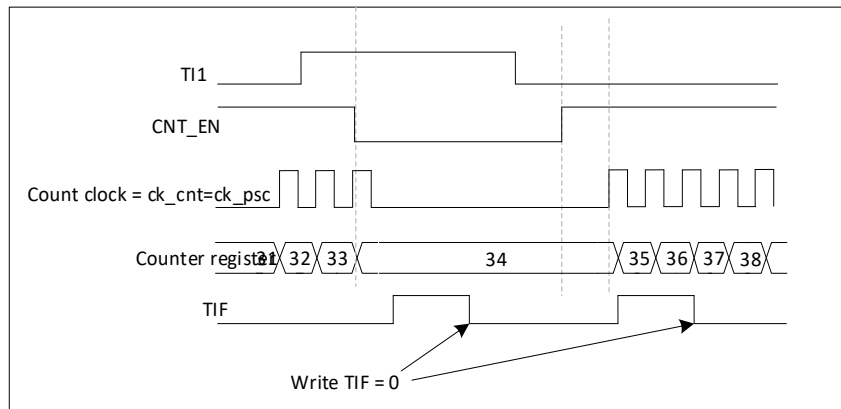 TI1
CNT_EN
Count clock = ck_cnt=ck_psc
Counter register 31 32 33 34 35 36 37 38
TIF
Write TIF = 0